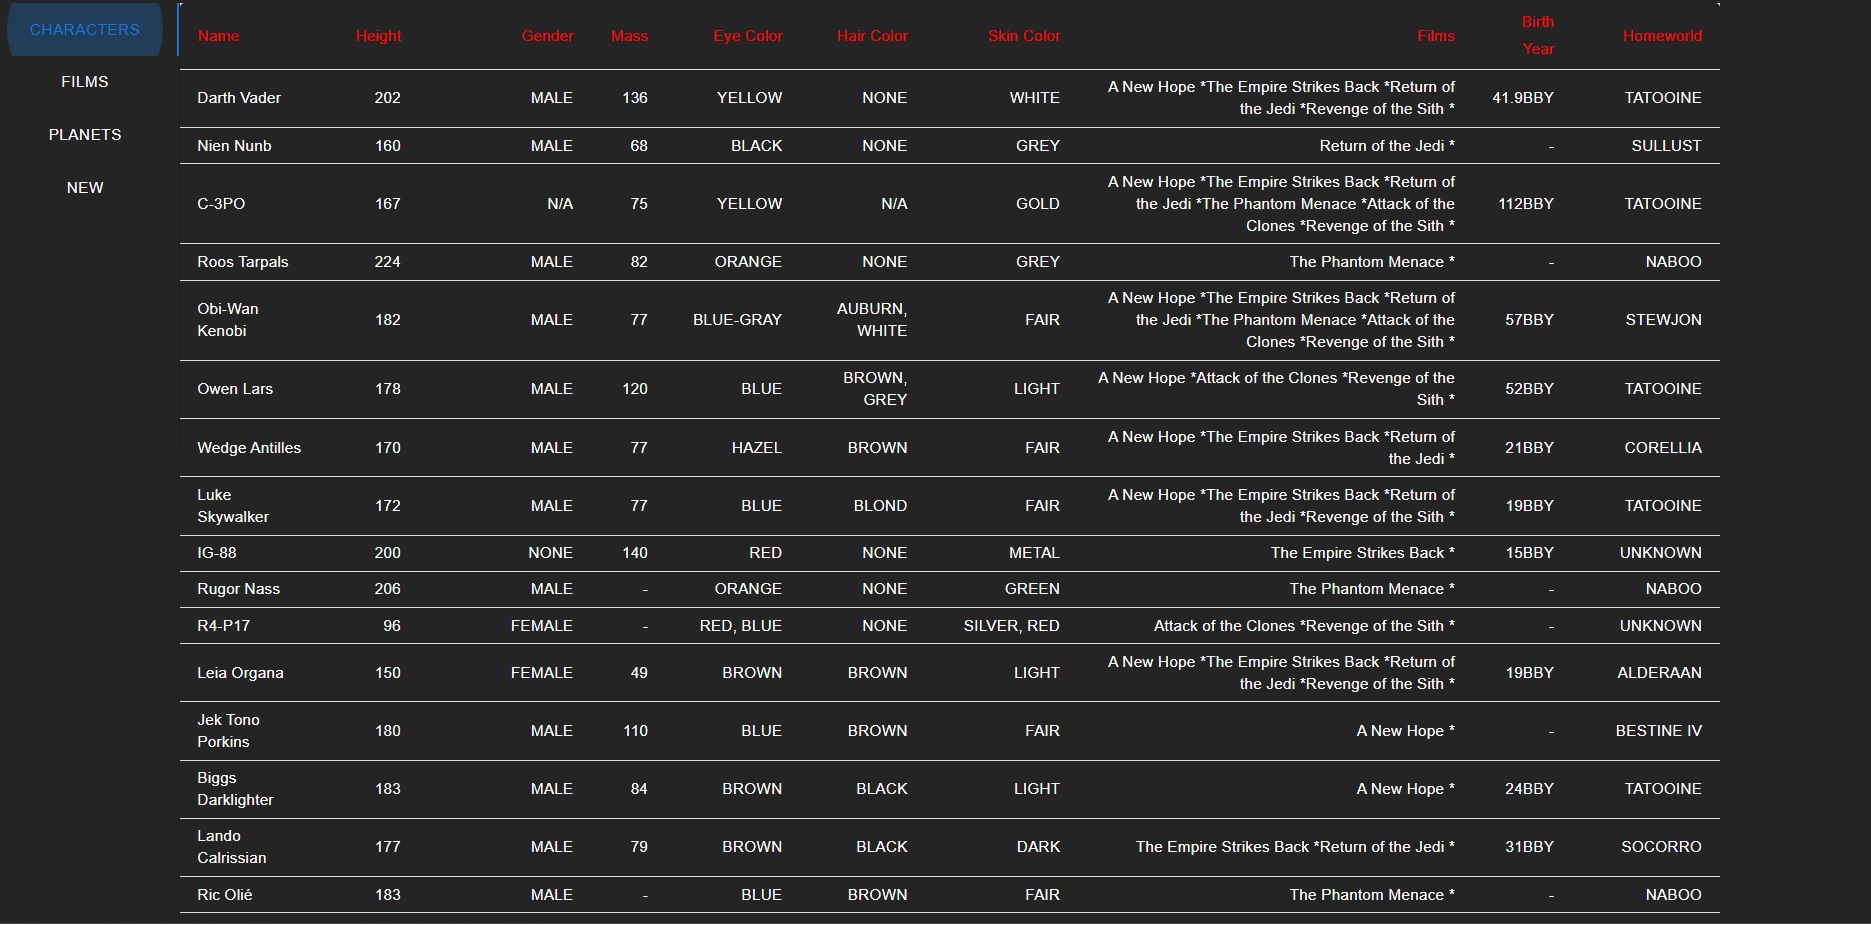 CHARACTERS
FILMS
PLANETS
NEW
Name Height Gender Mass Eye Color Hair Color Skin Color Films Birth Year Homeworld
Darth Vader 202 MALE 136 YELLOW NONE WHITE A New Hope *The Empire Strikes Back *Return of the Jedi *Revenge of the Sith * 41.9BBY TATOOINE
Nien Nunb 160 MALE 68 BLACK NONE GREY Return of the Jedi * - SULLUST
C-3PO 167 N/A 75 YELLOW N/A GOLD A New Hope *The Empire Strikes Back *Return of the Jedi *The Phantom Menace *Attack of the Clones *Revenge of the Sith * 112BBY TATOOINE
Roos Tarpals 224 MALE 82 ORANGE NONE GREY The Phantom Menace * - NABOO
Obi-Wan Kenobi 182 MALE 77 BLUE-GRAY AUBURN, WHITE FAIR A New Hope *The Empire Strikes Back *Return of the Jedi *The Phantom Menace *Attack of the Clones *Revenge of the Sith * 57BBY STEWJON
Owen Lars 178 MALE 120 BLUE BROWN, GREY LIGHT A New Hope *Attack of the Clones *Revenge of the Sith * 52BBY TATOOINE
Wedge Antilles 170 MALE 77 HAZEL BROWN FAIR A New Hope *The Empire Strikes Back *Return of the Jedi * 21BBY CORELLIA
Luke Skywalker 172 MALE 77 BLUE BLOND FAIR A New Hope *The Empire Strikes Back *Return of the Jedi *Revenge of the Sith * 19BBY TATOOINE
IG-88 200 NONE 140 RED NONE METAL The Empire Strikes Back * 15BBY UNKNOWN
Rugor Nass 206 MALE - ORANGE NONE GREEN The Phantom Menace * - NABOO
R4-P17 96 FEMALE - RED, BLUE NONE SILVER, RED Attack of the Clones *Revenge of the Sith * - UNKNOWN
Leia Organa 150 FEMALE 49 BROWN BROWN LIGHT A New Hope *The Empire Strikes Back *Return of the Jedi *Revenge of the Sith * 19BBY ALDERAAN
Jek Tono Porkins 180 MALE 110 BLUE BROWN FAIR A New Hope * - BESTINE IV
Biggs Darklighter 183 MALE 84 BROWN BLACK LIGHT A New Hope * 24BBY TATOOINE
Lando Calrissian 177 MALE 79 BROWN BLACK DARK The Empire Strikes Back *Return of the Jedi * 31BBY SOCORRO
Ric Olié 183 MALE - BLUE BROWN FAIR The Phantom Menace * - NABOO